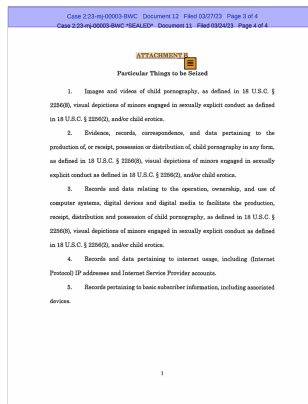 Case 2:23-mj-00003-BWC Document 12 Filed 03/27/23 Page 3 of 4
Case 2:23-mj-00003-BWC *SEALED* Document 11 Filed 03/24/23 Page 4 of 4
ATTACHMENT B
Particular Things to be Seized
1. Images and videos of child pornography, as defined in 18 U.S.C. §
2256(8), visual depictions of minors engaged in sexually explicit conduct as defined
in 18 U.S.C. § 2256(2), and/or child erotica.
2. Evidence, records, correspondence, and data pertaining to the
production of, or receipt, possession or distribution of, child pornography in any form,
as defined in 18 U.S.C. § 2256(8), visual depictions of minors engaged in sexually
explicit conduct as defined in 18 U.S.C. § 2256(2), and/or child erotica.
3. Records and data relating to the operation, ownership, and use of
computer systems, digital devices and digital media to facilitate the production,
receipt, distribution and possession of child pornography, as defined in 18 U.S.C. §
2256(8), visual depictions of minors engaged in sexually explicit conduct as defined
in 18 U.S.C. § 2256(2), and/or child erotica.
4. Records and data pertaining to internet usage, including (Internet
Protocol) IP addresses and Internet Service Provider accounts.
5. Records pertaining to basic subscriber information, including associated
devices.
1